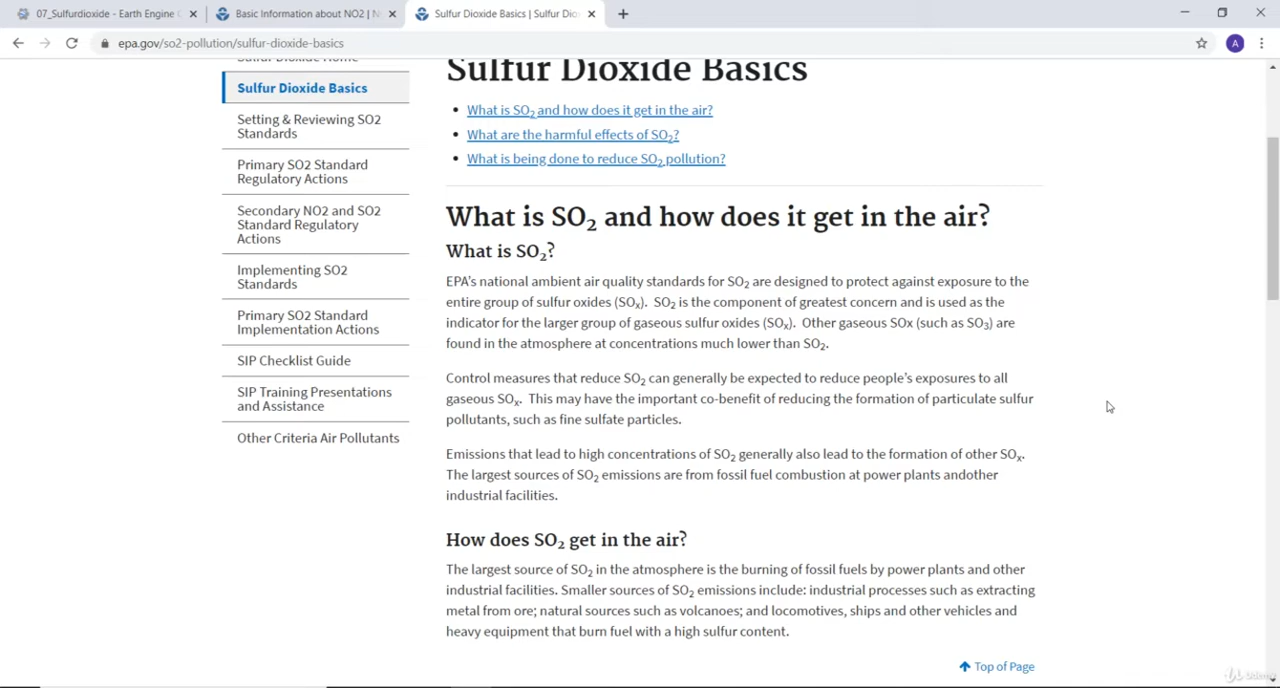 07_Sulfurdioxide - Earth Engine
Basic Information about NO2 | N
Sulfur Dioxide Basics | Sulfur Dio
epa.gov/so2-pollution/sulfur-dioxide-basics
A
Sulfur Dioxide Home
Sulfur Dioxide Basics
Setting & Reviewing SO2
Standards
Primary SO2 Standard
Regulatory Actions
Secondary NO2 and SO2
Standard Regulatory
Actions
Implementing SO2
Standards
Primary SO2 Standard
Implementation Actions
SIP Checklist Guide
SIP Training Presentations
and Assistance
Other Criteria Air Pollutants
Sulfur Dioxide Basics
• What is SO₂ and how does it get in the air?
• What are the harmful effects of SO₂?
• What is being done to reduce SO₂ pollution?
What is SO₂ and how does it get in the air?
What is SO₂?
EPA's national ambient air quality standards for SO₂ are designed to protect against exposure to the
entire group of sulfur oxides (SOₓ). SO₂ is the component of greatest concern and is used as the
indicator for the larger group of gaseous sulfur oxides (SOₓ). Other gaseous SOx (such as SO₃) are
found in the atmosphere at concentrations much lower than SO₂.
Control measures that reduce SO₂ can generally be expected to reduce people's exposures to all
gaseous SOₓ. This may have the important co-benefit of reducing the formation of particulate sulfur
pollutants, such as fine sulfate particles.
Emissions that lead to high concentrations of SO₂ generally also lead to the formation of other SOₓ.
The largest sources of SO₂ emissions are from fossil fuel combustion at power plants andother
industrial facilities.
How does SO₂ get in the air?
The largest source of SO₂ in the atmosphere is the burning of fossil fuels by power plants and other
industrial facilities. Smaller sources of SO₂ emissions include: industrial processes such as extracting
metal from ore; natural sources such as volcanoes; and locomotives, ships and other vehicles and
heavy equipment that burn fuel with a high sulfur content.
Top of Page
Udemy